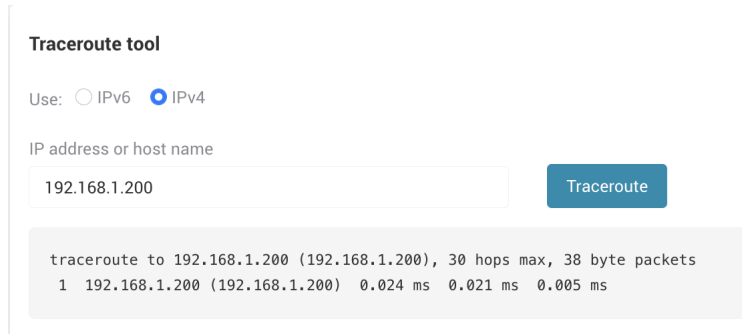 Traceroute tool
Use: IPv6 IPv4
IP address or host name
192.168.1.200 Traceroute
traceroute to 192.168.1.200 (192.168.1.200), 30 hops max, 38 byte packets
1 192.168.1.200 (192.168.1.200) 0.024 ms 0.021 ms 0.005 ms